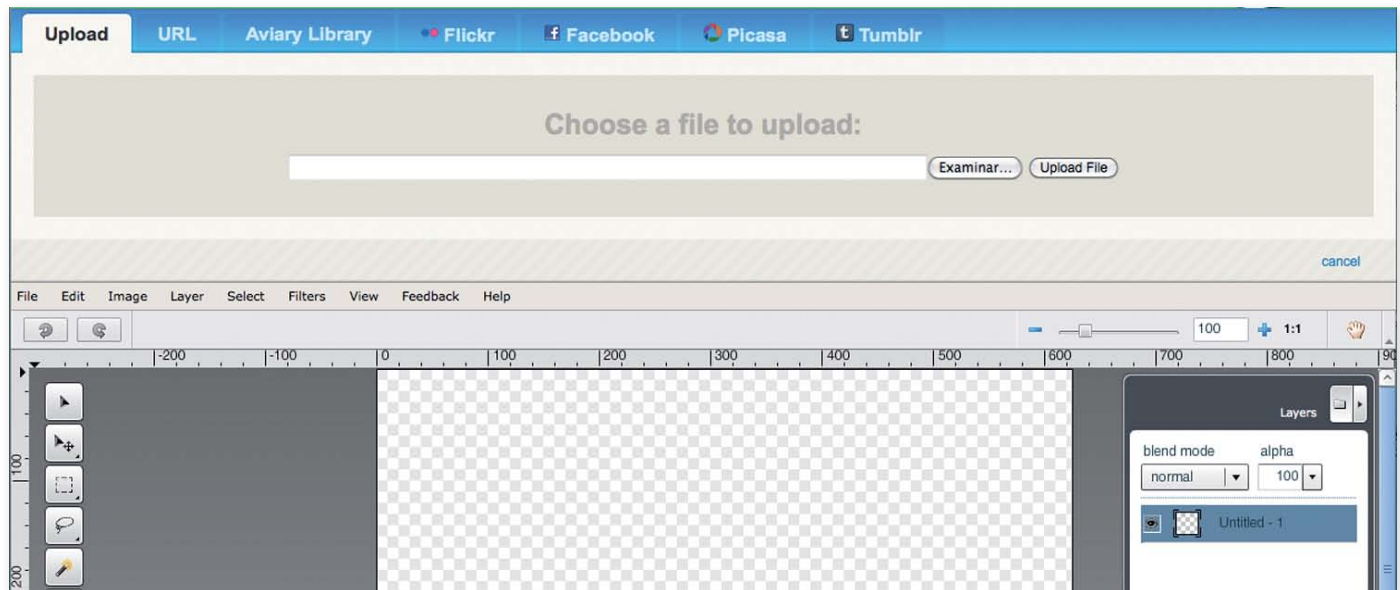 Upload URL Aviary Library Flickr Facebook Picasa Tumblr
Choose a file to upload:
Examinar... Upload File
cancel
File Edit Image Layer Select Filters View Feedback Help
100 1:1
-200 -100 0 100 200 300 400 500 600 700 800 90
Layers
blend mode alpha
normal 100
Untitled - 1
100
200